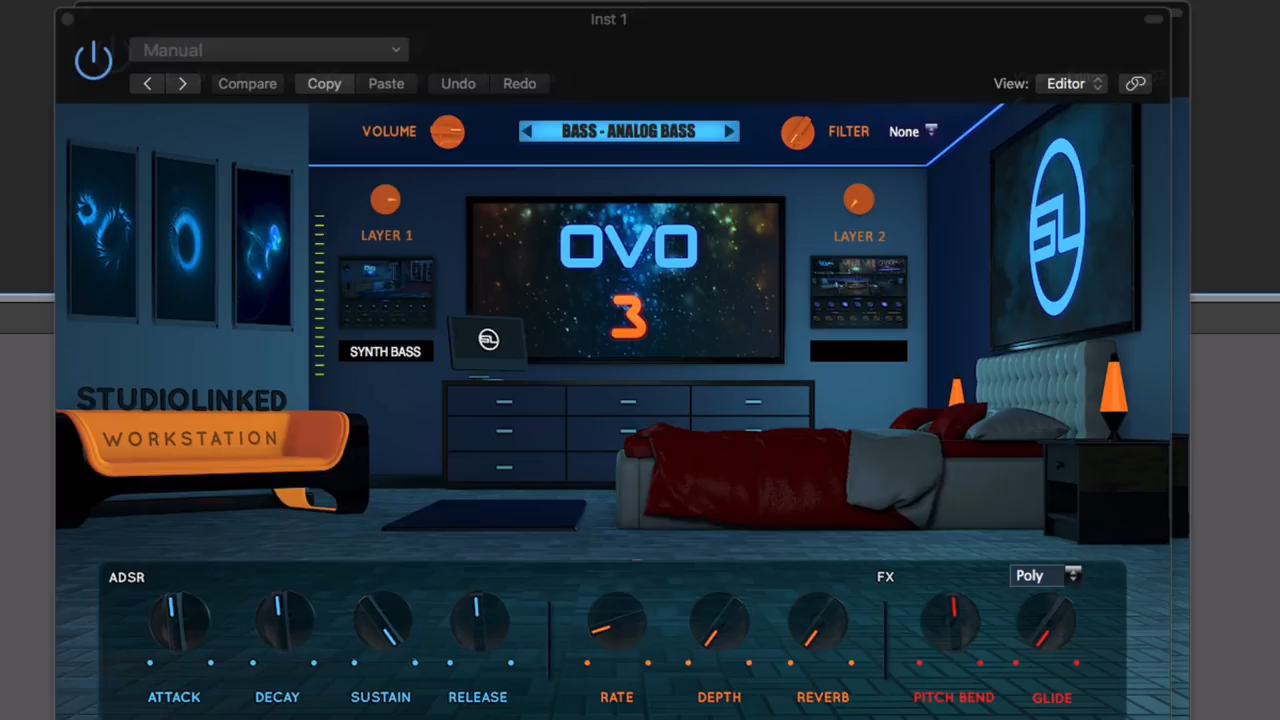 Inst 1
Manual
Compare Copy Paste Undo Redo View: Editor
VOLUME BASS - ANALOG BASS FILTER None
LAYER 1 LAYER 2
OVO
3
SL
SL
SYNTH BASS
STUDIOLINKED
WORKSTATION
ADSR FX Poly
ATTACK DECAY SUSTAIN RELEASE RATE DEPTH REVERB PITCH BEND GLIDE